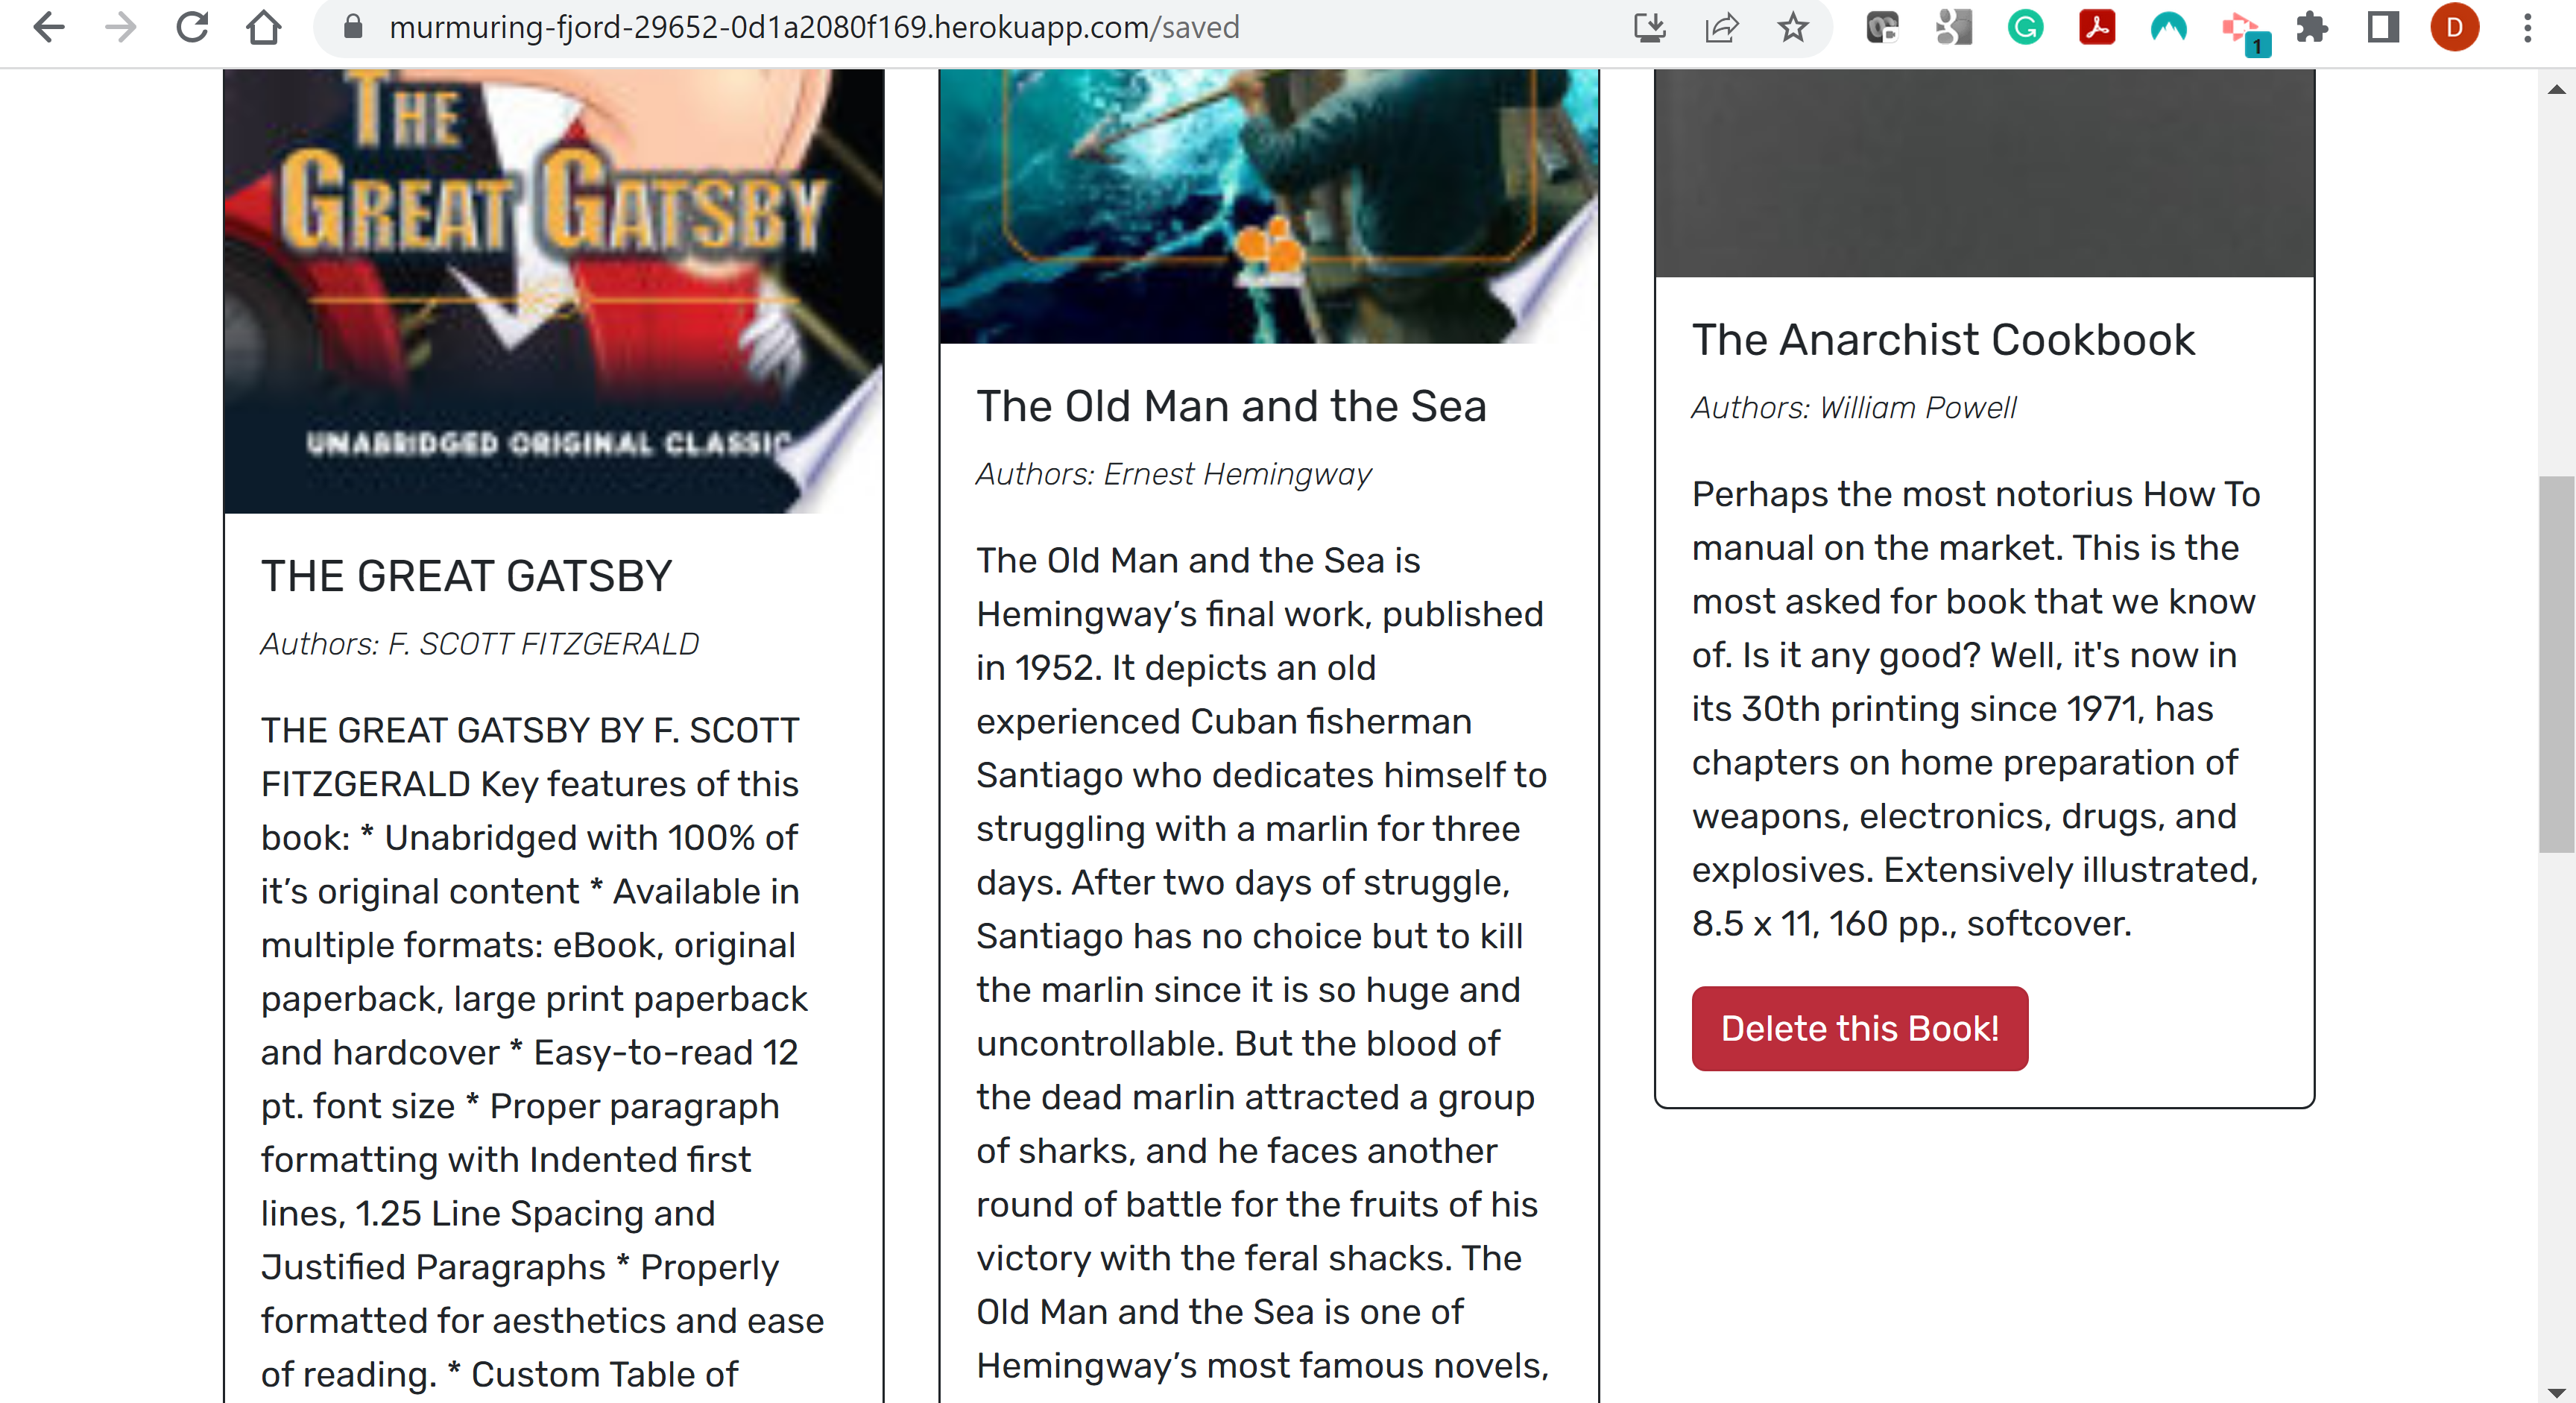 murmuring-fjord-29652-0d1a2080f169.herokuapp.com/saved
1
D
THE
GREAT GATSBY
UNABRIDGED ORIGINAL CLASSIC
THE GREAT GATSBY
Authors: F. SCOTT FITZGERALD
THE GREAT GATSBY BY F. SCOTT
FITZGERALD Key features of this
book: * Unabridged with 100% of
it’s original content * Available in
multiple formats: eBook, original
paperback, large print paperback
and hardcover * Easy-to-read 12
pt. font size * Proper paragraph
formatting with Indented first
lines, 1.25 Line Spacing and
Justified Paragraphs * Properly
formatted for aesthetics and ease
of reading. * Custom Table of
The Old Man and the Sea
Authors: Ernest Hemingway
The Old Man and the Sea is
Hemingway’s final work, published
in 1952. It depicts an old
experienced Cuban fisherman
Santiago who dedicates himself to
struggling with a marlin for three
days. After two days of struggle,
Santiago has no choice but to kill
the marlin since it is so huge and
uncontrollable. But the blood of
the dead marlin attracted a group
of sharks, and he faces another
round of battle for the fruits of his
victory with the feral shacks. The
Old Man and the Sea is one of
Hemingway’s most famous novels,
The Anarchist Cookbook
Authors: William Powell
Perhaps the most notorius How To
manual on the market. This is the
most asked for book that we know
of. Is it any good? Well, it's now in
its 30th printing since 1971, has
chapters on home preparation of
weapons, electronics, drugs, and
explosives. Extensively illustrated,
8.5 x 11, 160 pp., softcover.
Delete this Book!